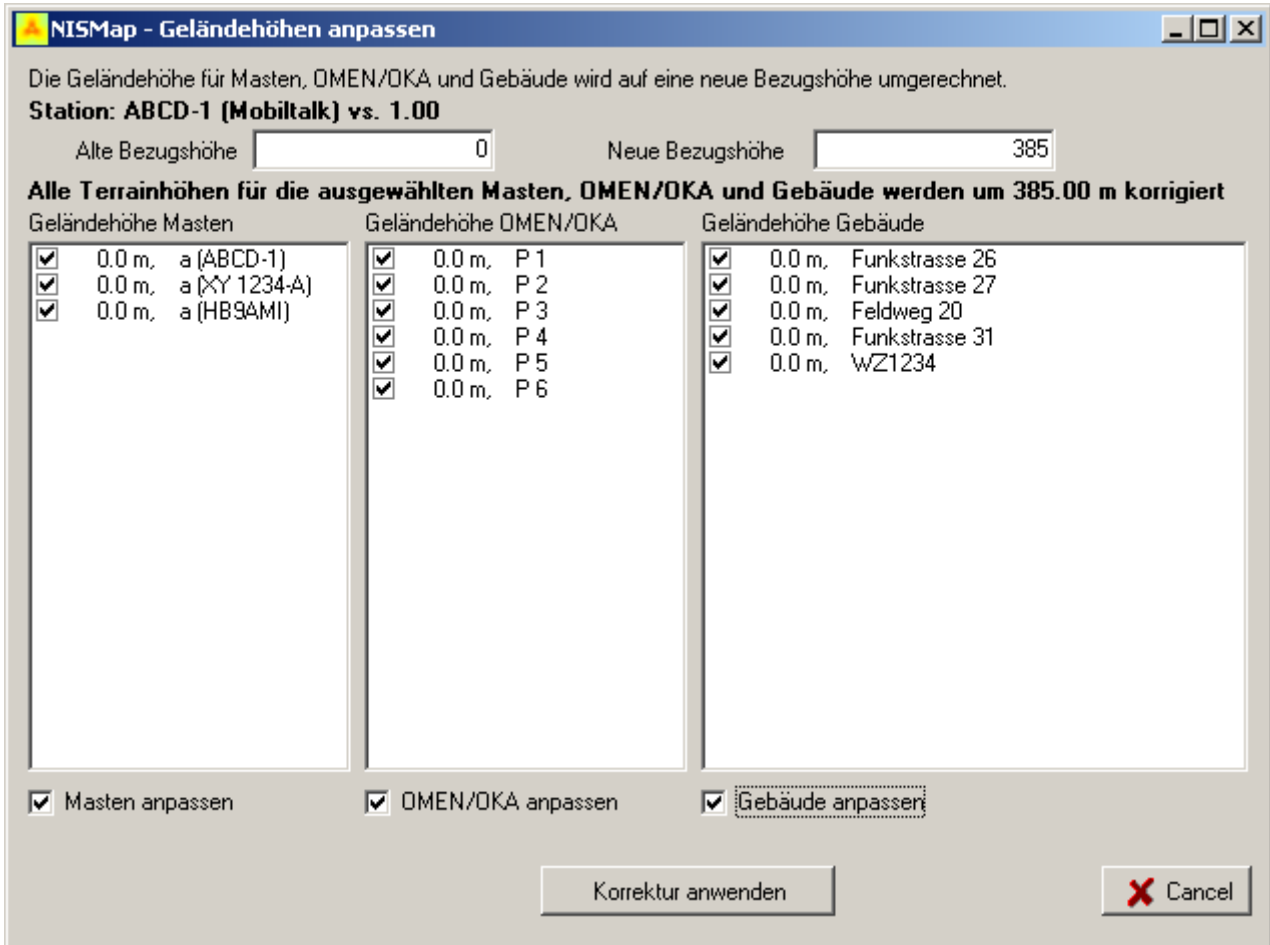 NISMap - Geländehöhen anpassen
Die Geländehöhe für Masten, OMEN/OKA und Gebäude wird auf eine neue Bezugshöhe umgerechnet.
Station: ABCD-1 (Mobiltalk) vs. 1.00
Alte Bezugshöhe 0 Neue Bezugshöhe 385
Alle Terrainhöhen für die ausgewählten Masten, OMEN/OKA und Gebäude werden um 385.00 m korrigiert
Geländehöhe Masten
0.0 m, a (ABCD-1)
0.0 m, a (XY 1234-A)
0.0 m, a (HB9AMI)
Masten anpassen
Geländehöhe OMEN/OKA
0.0 m, P 1
0.0 m, P 2
0.0 m, P 3
0.0 m, P 4
0.0 m, P 5
0.0 m, P 6
OMEN/OKA anpassen
Geländehöhe Gebäude
0.0 m, Funkstrasse 26
0.0 m, Funkstrasse 27
0.0 m, Feldweg 20
0.0 m, Funkstrasse 31
0.0 m, WZ1234
Gebäude anpassen
Korrektur anwenden
Cancel